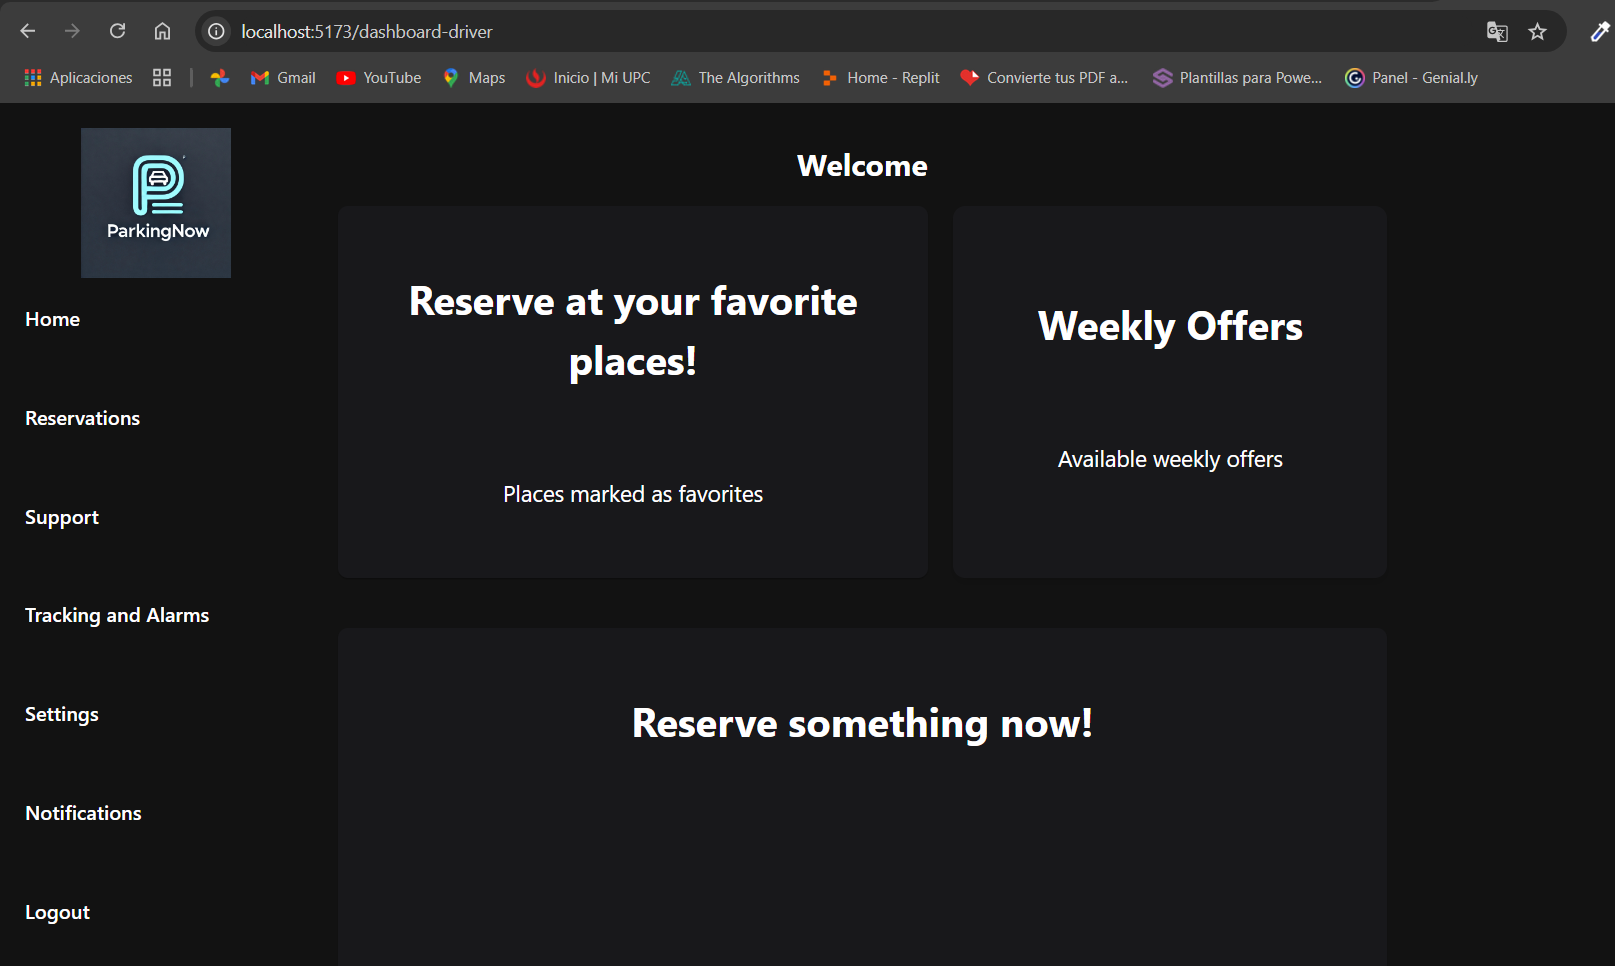 localhost:5173/dashboard-driver
Aplicaciones
Gmail
YouTube
Maps
Inicio | Mi UPC
The Algorithms
Home - Replit
Convierte tus PDF a...
Plantillas para Powe...
Panel - Genial.ly
ParkingNow
Home
Reservations
Support
Tracking and Alarms
Settings
Notifications
Logout
Welcome
Reserve at your favorite
places!
Places marked as favorites
Weekly Offers
Available weekly offers
Reserve something now!